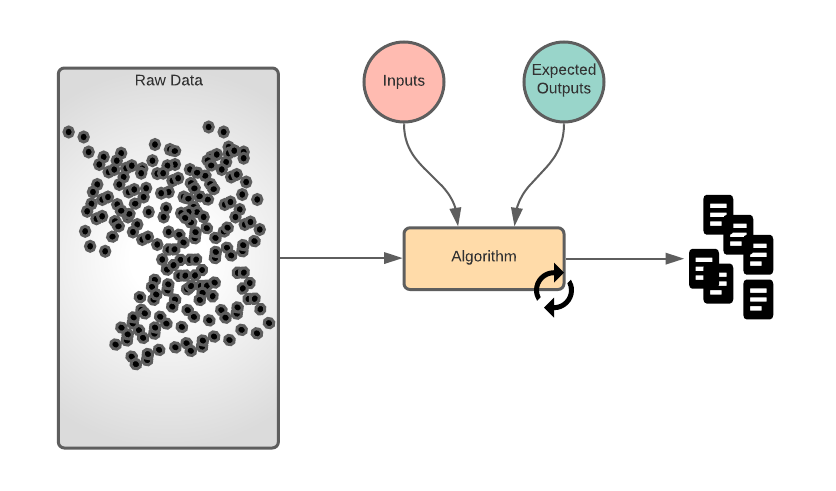 Raw Data
Inputs
Expected
Outputs
Algorithm